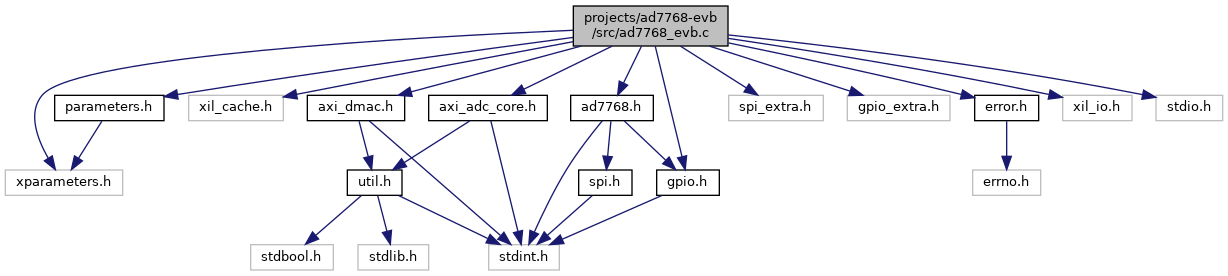 projects/ad7768-evb
/src/ad7768_evb.c
parameters.h
xil_cache.h
axi_dmac.h
axi_adc_core.h
ad7768.h
spi_extra.h
gpio_extra.h
error.h
xil_io.h
stdio.h
xparameters.h
util.h
spi.h
gpio.h
errno.h
stdbool.h
stdlib.h
stdint.h